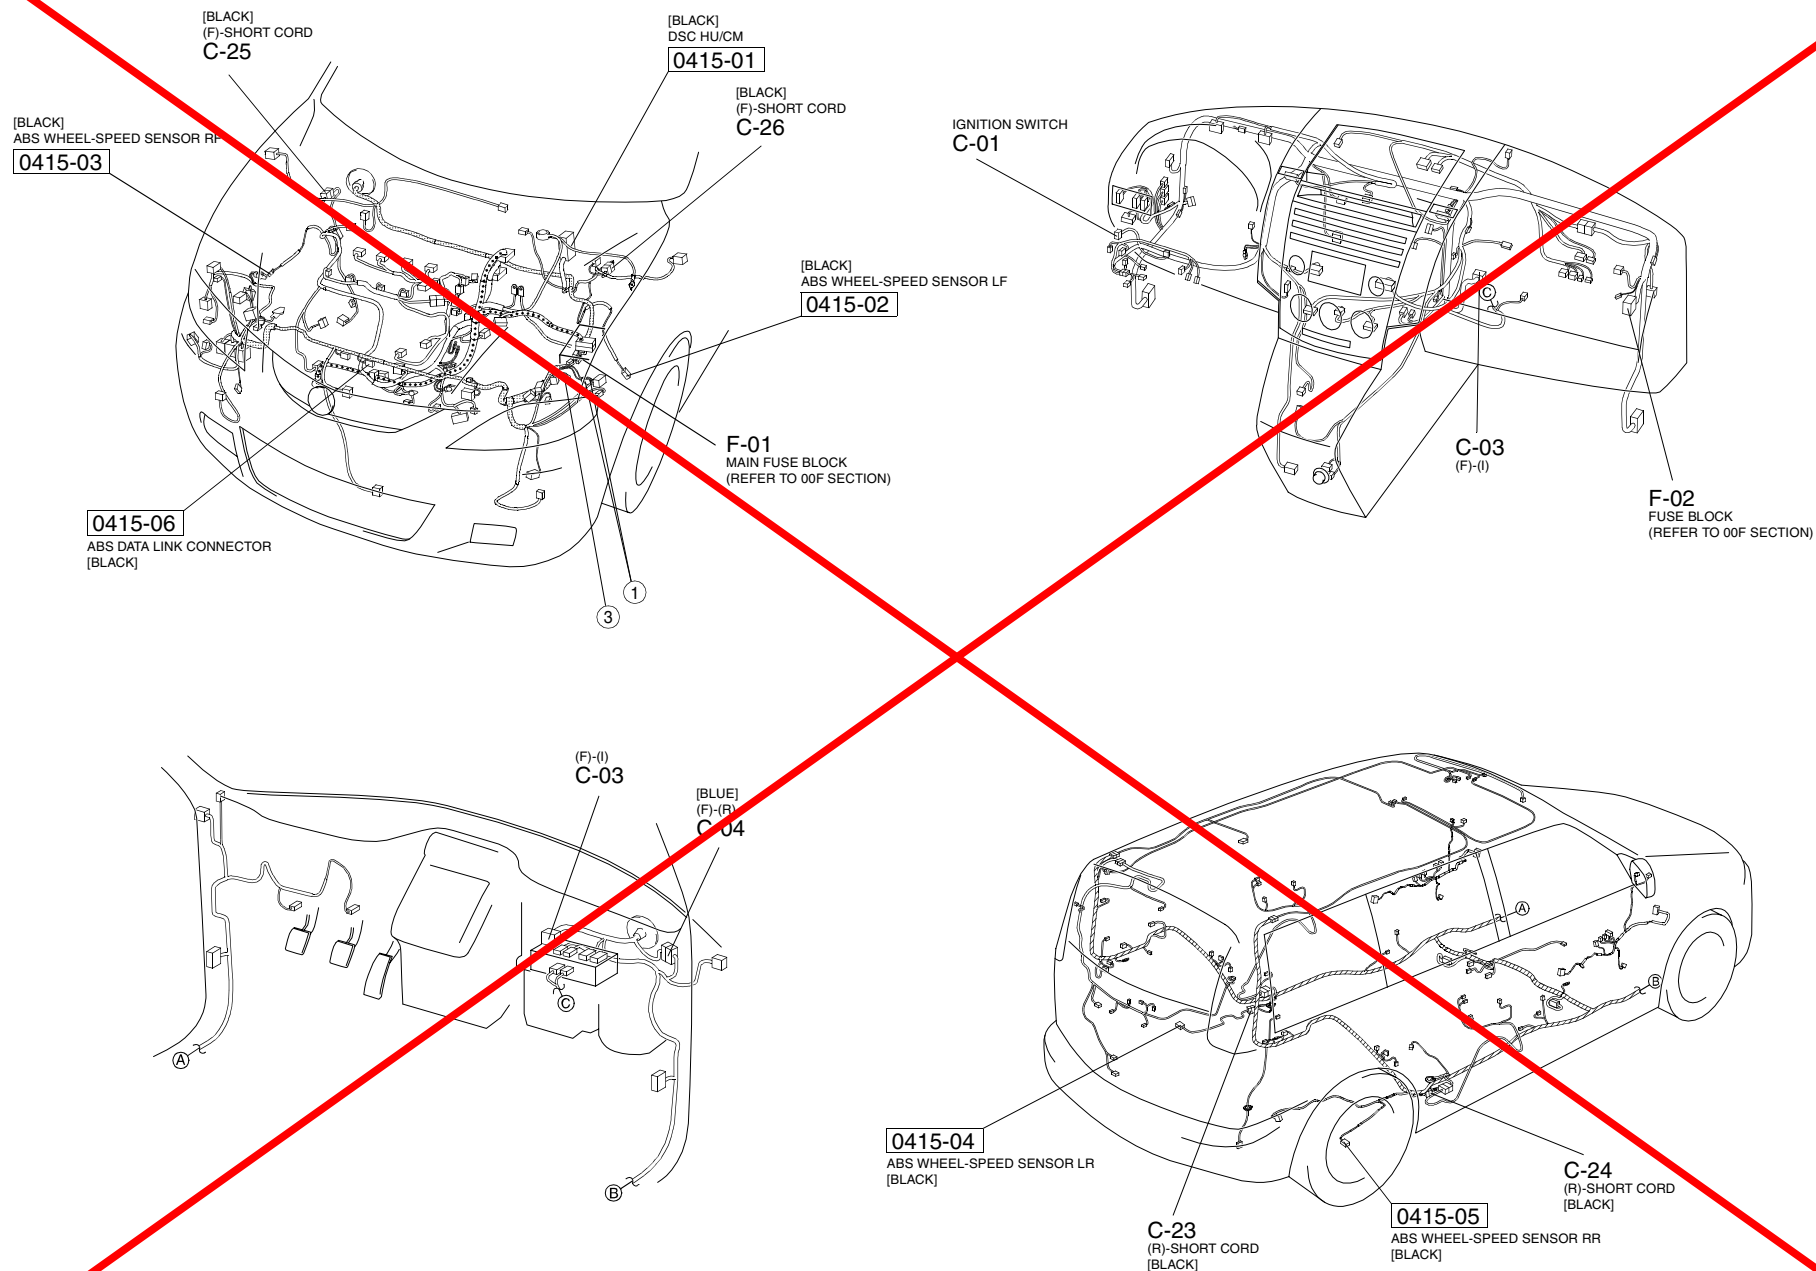 [BLACK]
(F)-SHORT CORD
C-25
[BLACK]
DSC HU/CM
0415-01
[BLACK]
(F)-SHORT CORD
C-26
[BLACK]
ABS WHEEL-SPEED SENSOR RF
0415-03
[BLACK]
ABS WHEEL-SPEED SENSOR LF
0415-02
F-01
MAIN FUSE BLOCK
(REFER TO 00F SECTION)
0415-06
ABS DATA LINK CONNECTOR
[BLACK]
1
3
IGNITION SWITCH
C-01
C
C-03
(F)-(I)
F-02
FUSE BLOCK
(REFER TO 00F SECTION)
(F)-(I)
C-03
[BLUE]
(F)-(R)
C-04
C
A
B
A
B
0415-04
ABS WHEEL-SPEED SENSOR LR
[BLACK]
C-23
(R)-SHORT CORD
[BLACK]
C-24
(R)-SHORT CORD
[BLACK]
0415-05
ABS WHEEL-SPEED SENSOR RR
[BLACK]